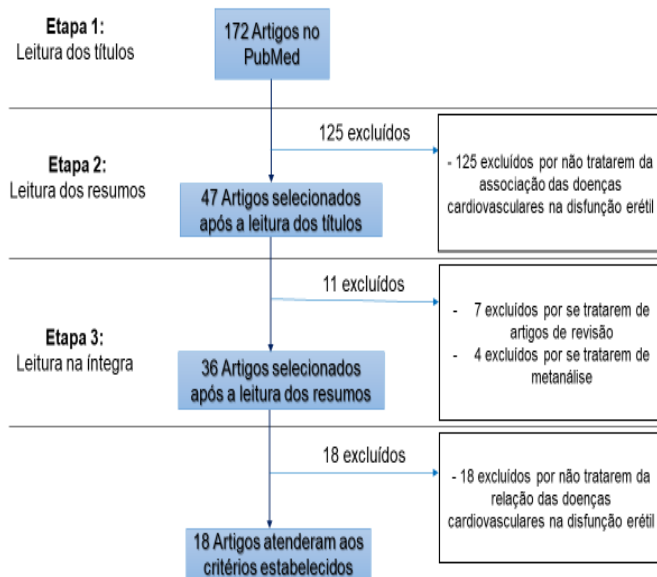 Etapa 1:
Leitura dos títulos
172 Artigos no
PubMed
125 excluídos
Etapa 2:
Leitura dos resumos
47 Artigos selecionados
após a leitura dos títulos
- 125 excluídos por não tratarem da
associação das doenças
cardiovasculares na disfunção erétil
11 excluídos
Etapa 3:
Leitura na íntegra
36 Artigos selecionados
após a leitura dos resumos
- 7 excluídos por se tratarem de
artigos de revisão
- 4 excluídos por se tratarem de
metanálise
18 excluídos
- 18 excluídos por não tratarem da
relação das doenças
cardiovasculares na disfunção erétil
18 Artigos atenderam aos
critérios estabelecidos